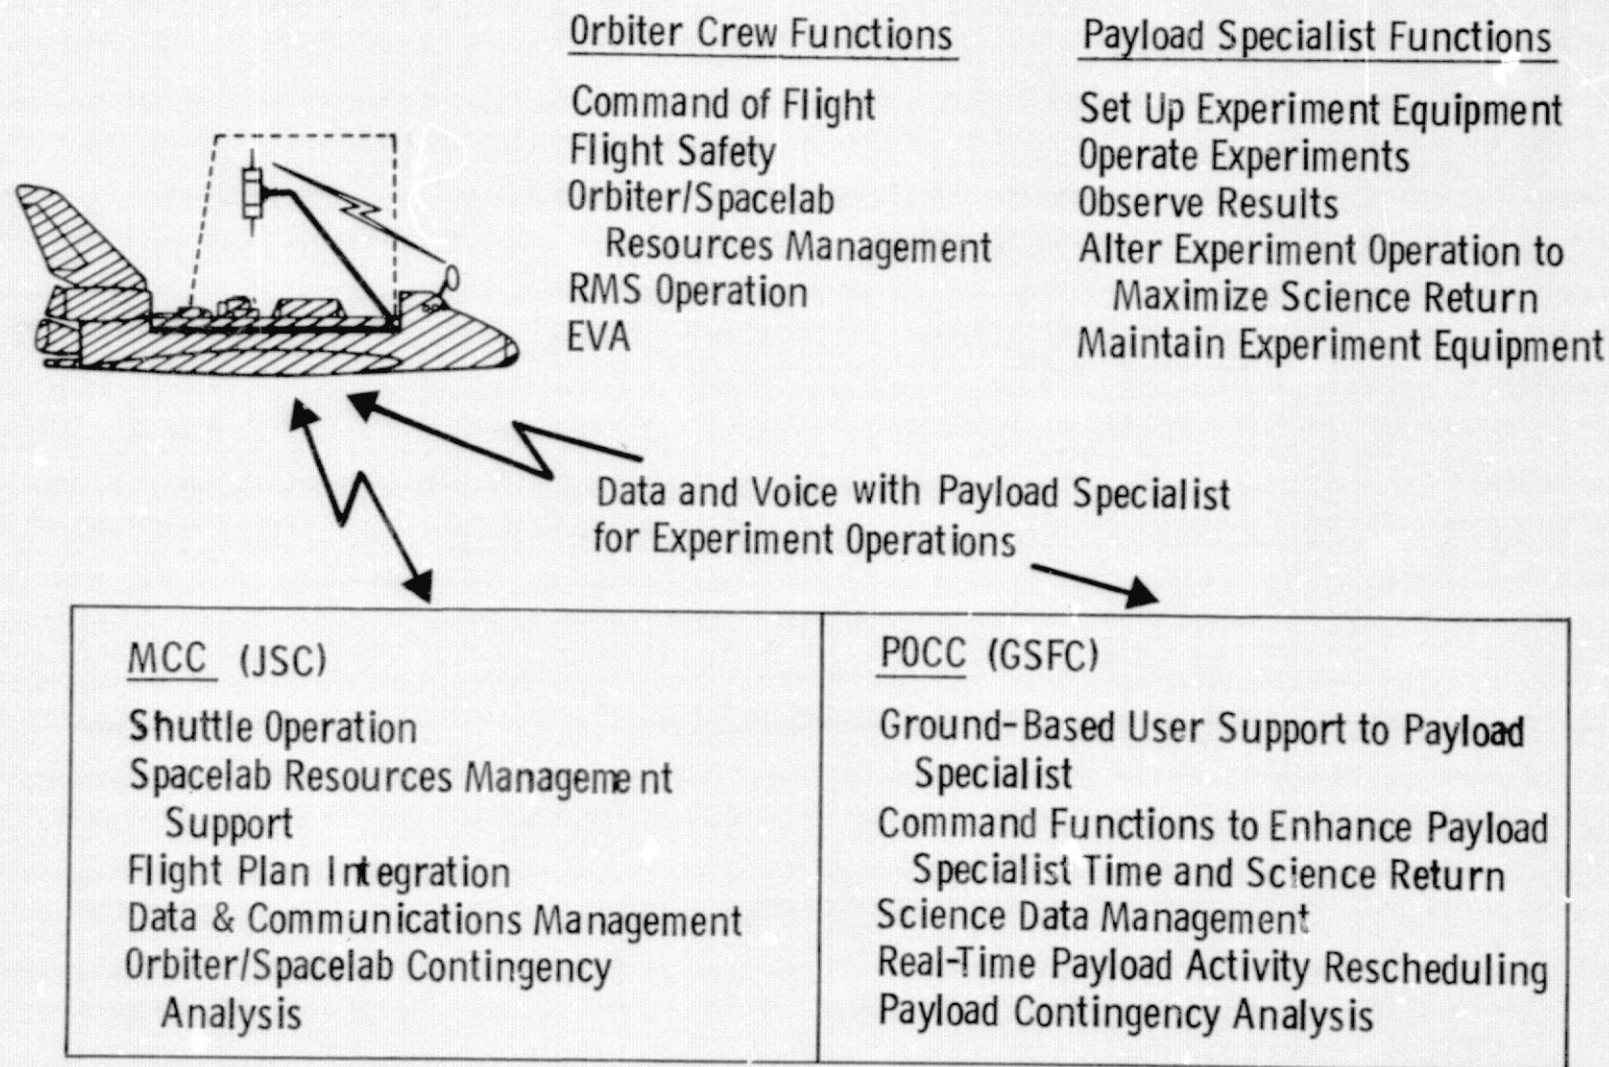 Orbiter Crew Functions
Command of Flight
Flight Safety
Orbiter/Spacelab
Resources Management
RMS Operation
EVA
Payload Specialist Functions
Set Up Experiment Equipment
Operate Experiments
Observe Results
Alter Experiment Operation to
Maximize Science Return
Maintain Experiment Equipment
Data and Voice with Payload Specialist
for Experiment Operations
MCC (JSC)
Shuttle Operation
Spacelab Resources Management
Support
Flight Plan Integration
Data & Communications Management
Orbiter/Spacelab Contingency
Analysis
POCC (GSFC)
Ground-Based User Support to Payload
Specialist
Command Functions to Enhance Payload
Specialist Time and Science Return
Science Data Management
Real-Time Payload Activity Rescheduling
Payload Contingency Analysis